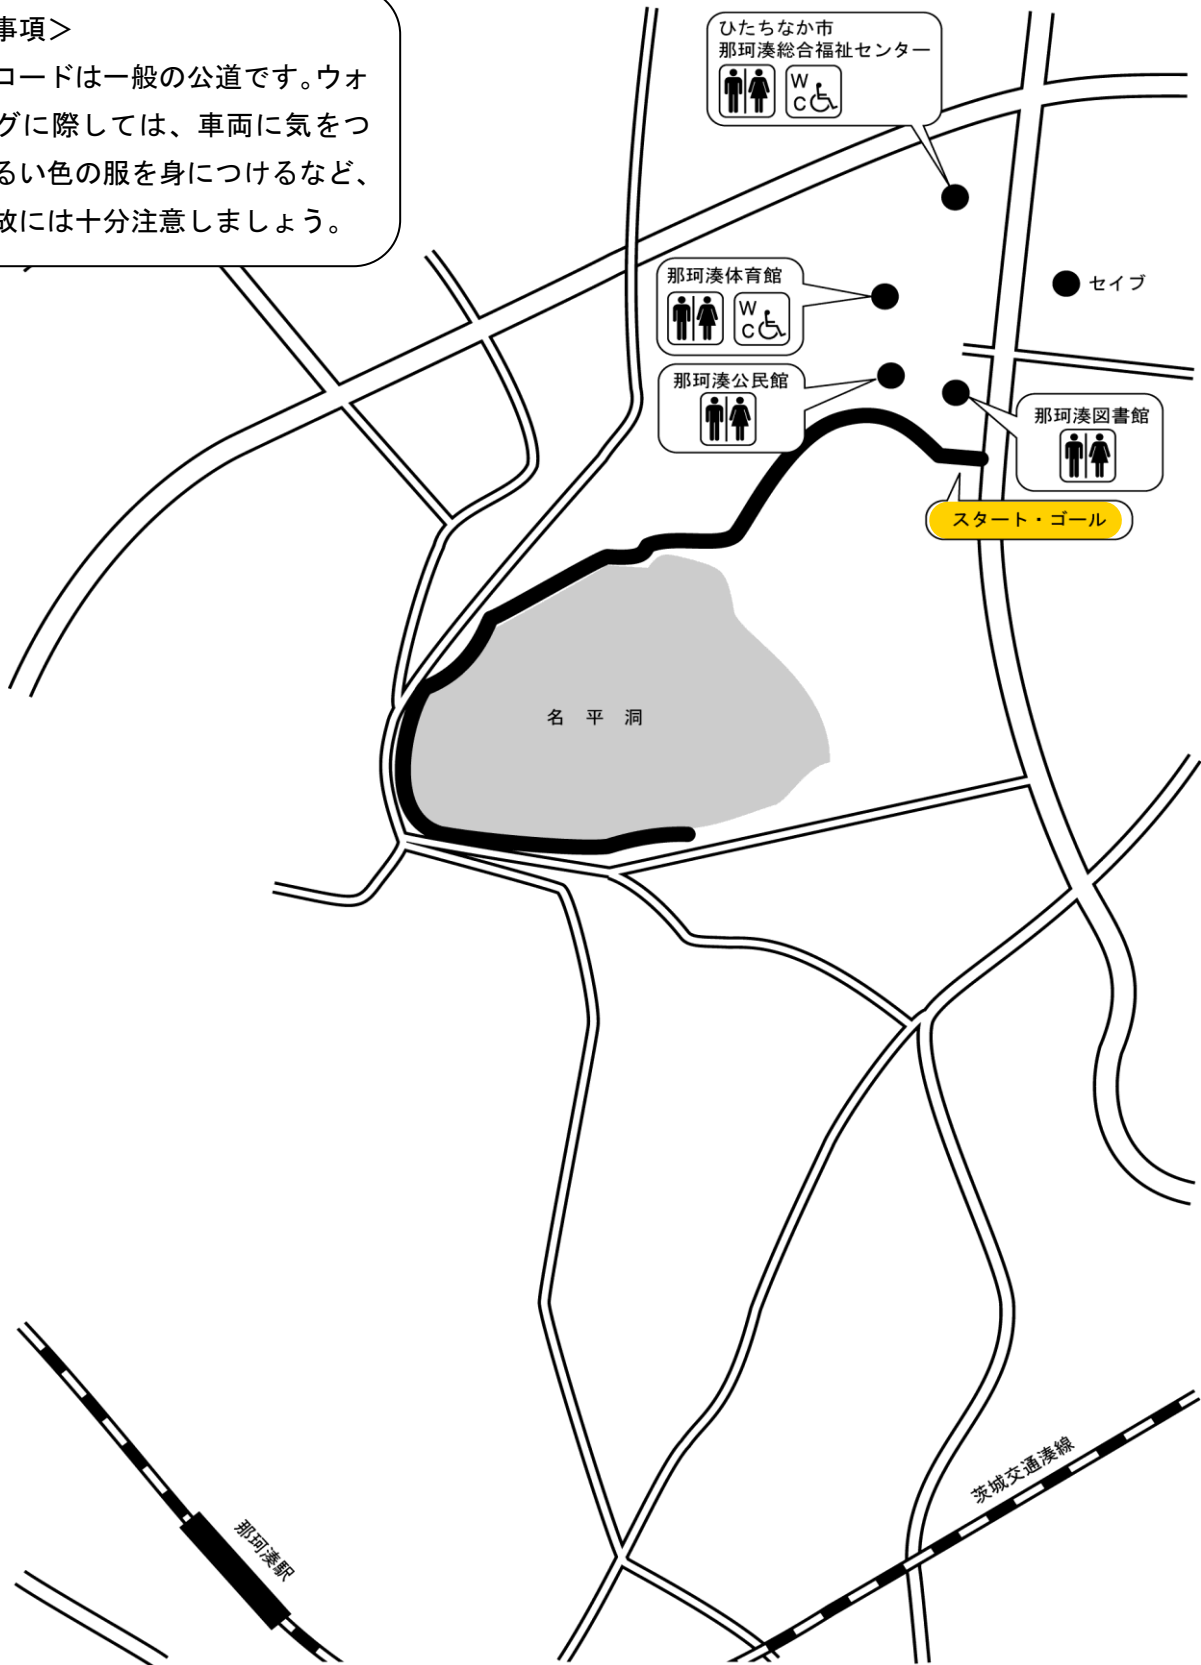 事項＞
コードは一般の公道です。ウォ
グに際しては、車両に気をつ
るい色の服を身につけるなど、
故には十分注意しましょう。
ひたちなか市
那珂湊総合福祉センター
W
C
那珂湊体育館
W
C
セイブ
那珂湊公民館
那珂湊図書館
スタート・ゴール
名 平 洞
茨城交通湊線
那珂湊駅